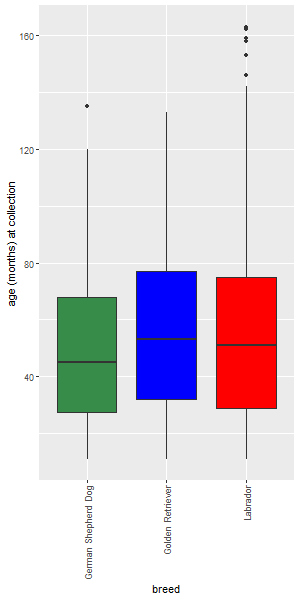 160
120
80
40
age (months) at collection
German Shepherd Dog
Golden Retriever
Labrador
breed